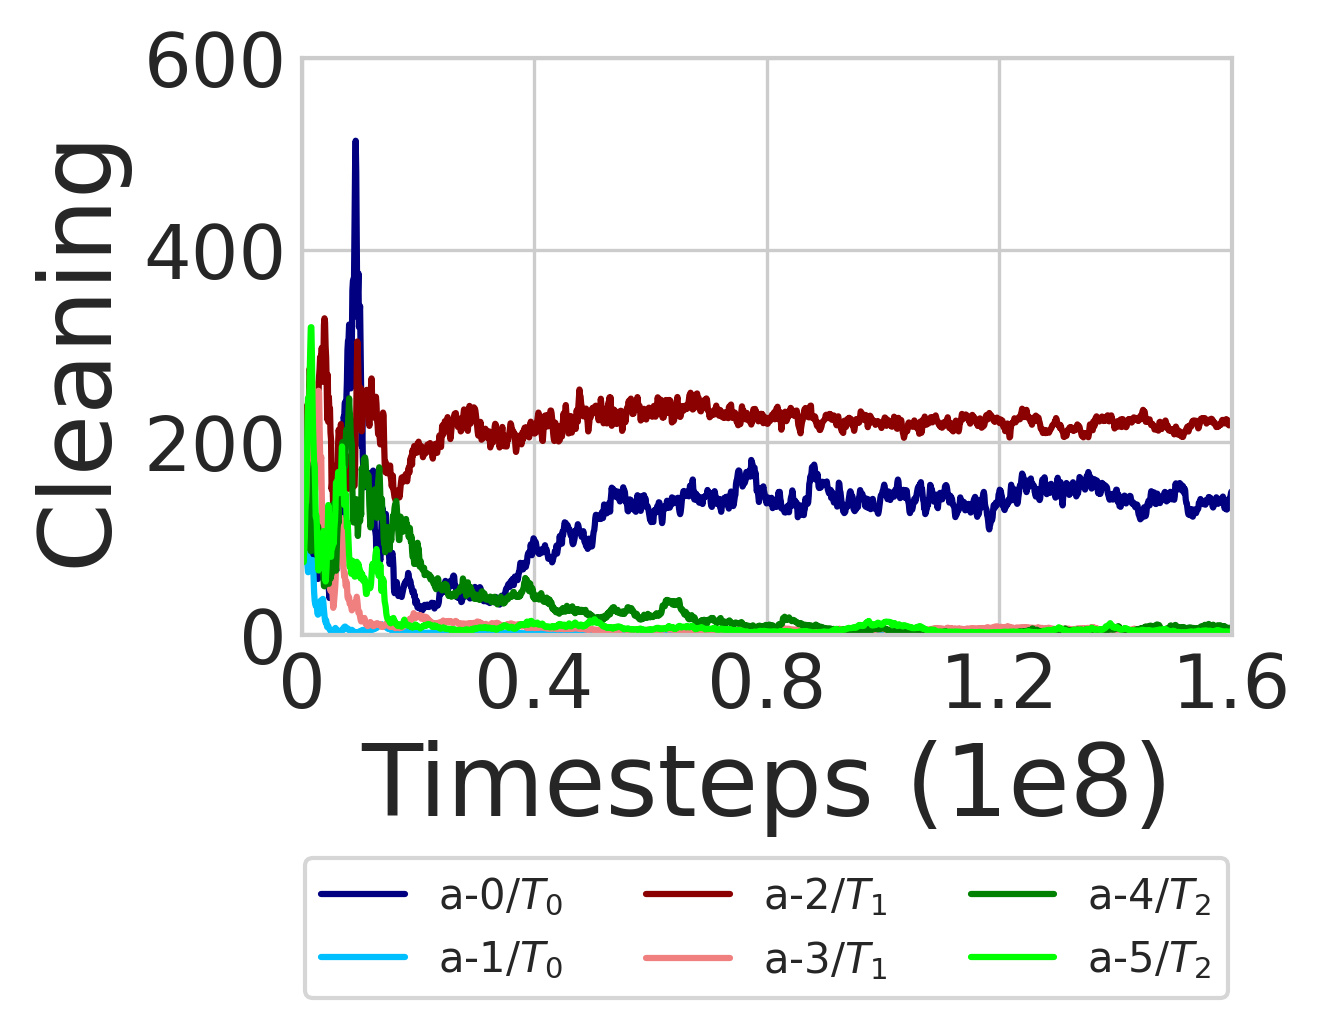 600
400
200
0
Cleaning
0 0.4 0.8 1.2 1.6
Timesteps (1e8)
a-0/T₀ a-2/T₁ a-4/T₂
a-1/T₀ a-3/T₁ a-5/T₂